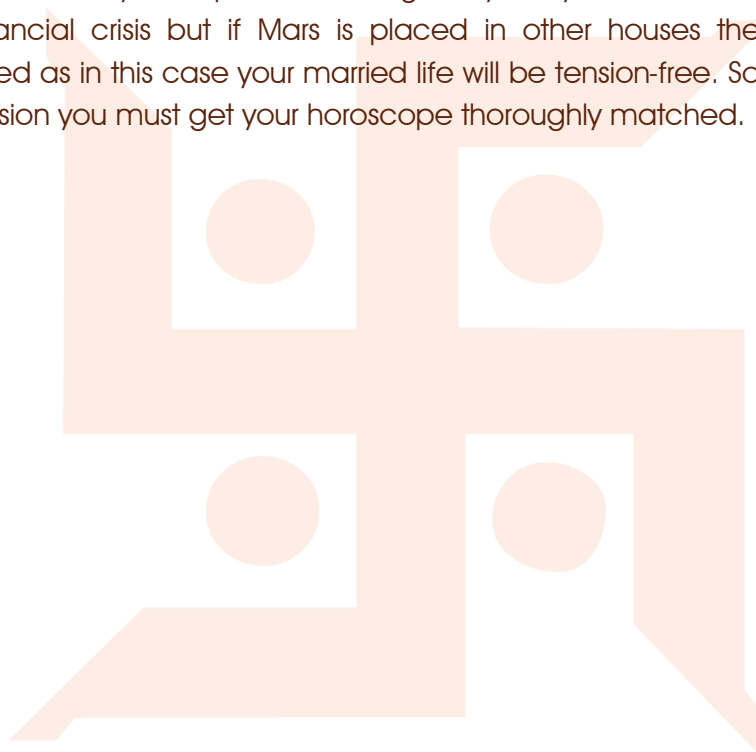 ancial crisis but if Mars is placed in other houses the
ed as in this case your married life will be tension-free. So
sion you must get your horoscope thoroughly matched.